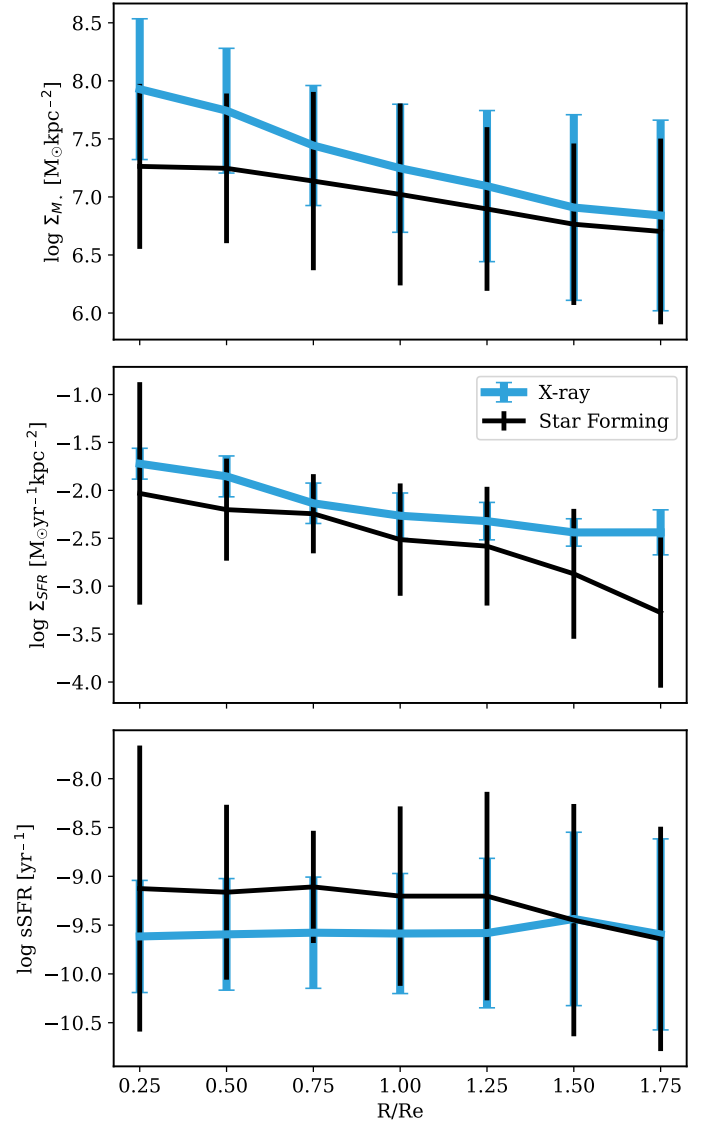 log Σ_{M⋆} [M⊙kpc⁻²]
8.5
8.0
7.5
7.0
6.5
6.0
log Σ_{SFR} [M⊙yr⁻¹kpc⁻²]
−1.0
−1.5
−2.0
−2.5
−3.0
−3.5
−4.0
X-ray
Star Forming
log sSFR [yr⁻¹]
−8.0
−8.5
−9.0
−9.5
−10.0
−10.5
0.25 0.50 0.75 1.00 1.25 1.50 1.75
R/Re